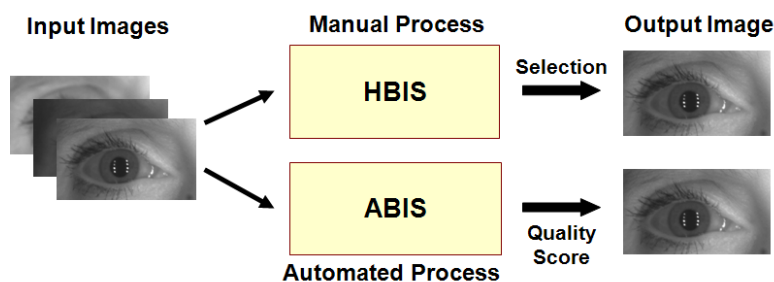 Input Images
Manual Process
Output Image
HBIS
Selection
ABIS
Quality
Score
Automated Process